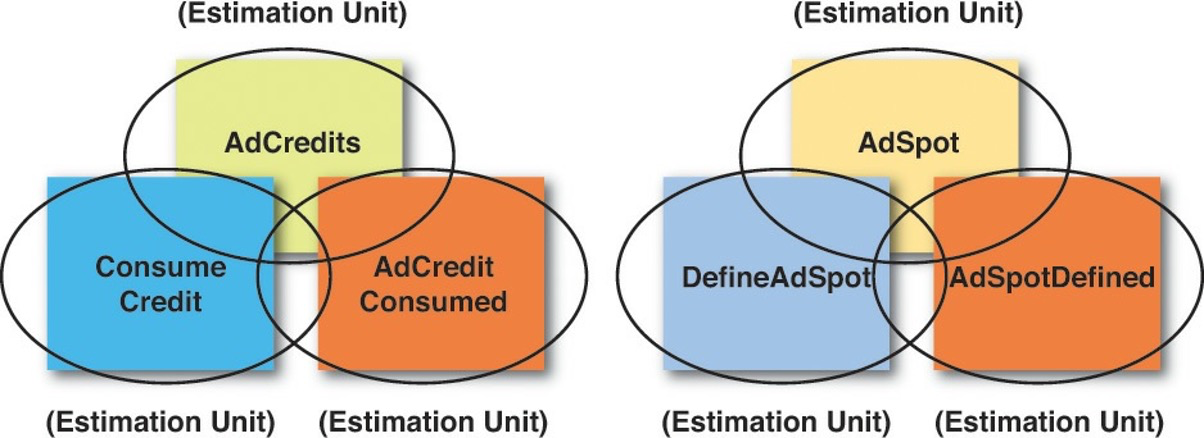 (Estimation Unit)
(Estimation Unit)
AdCredits
AdSpot
Consume
Credit
AdCredit
Consumed
DefineAdSpot
AdSpotDefined
(Estimation Unit)
(Estimation Unit)
(Estimation Unit)
(Estimation Unit)